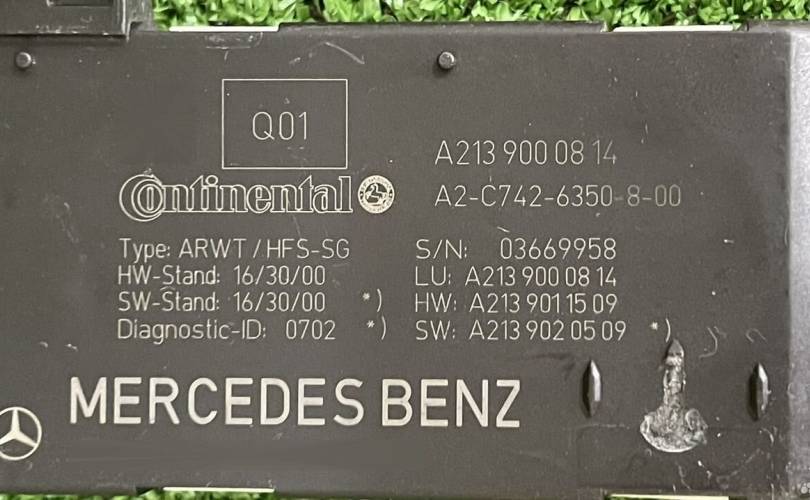 Q01
A213 900 08 14
Continental
A2-C742-6350-8-00
Type: ARWT / HFS-SG
S/N: 03669958
HW-Stand: 16/30/00
LU: A213 900 08 14
SW-Stand: 16/30/00 *)
HW: A213 901 15 09
Diagnostic-ID: 0702 *)
SW: A213 902 05 09 *)
MERCEDES BENZ